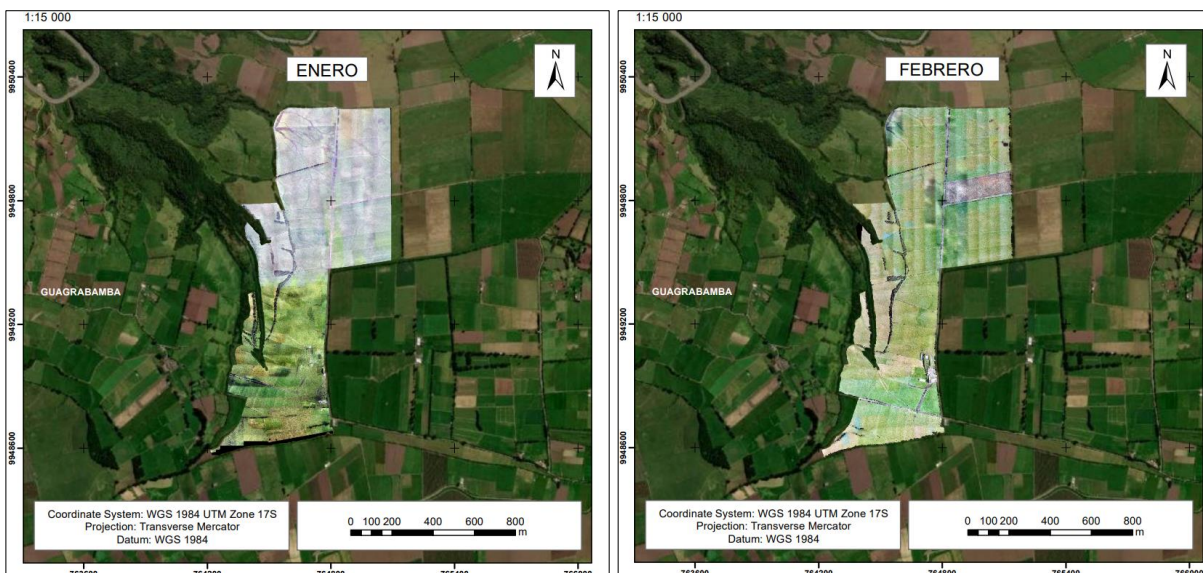 1:15 000
ENERO
N
9950400
9949800
9949200
9948600
GUAGRABAMBA
Coordinate System: WGS 1984 UTM Zone 17S
Projection: Transverse Mercator
Datum: WGS 1984
0 100 200 400 600 800
m
1:15 000
FEBRERO
N
9950400
9949800
9949200
9948600
GUAGRABAMBA
Coordinate System: WGS 1984 UTM Zone 17S
Projection: Transverse Mercator
Datum: WGS 1984
0 100 200 400 600 800
m